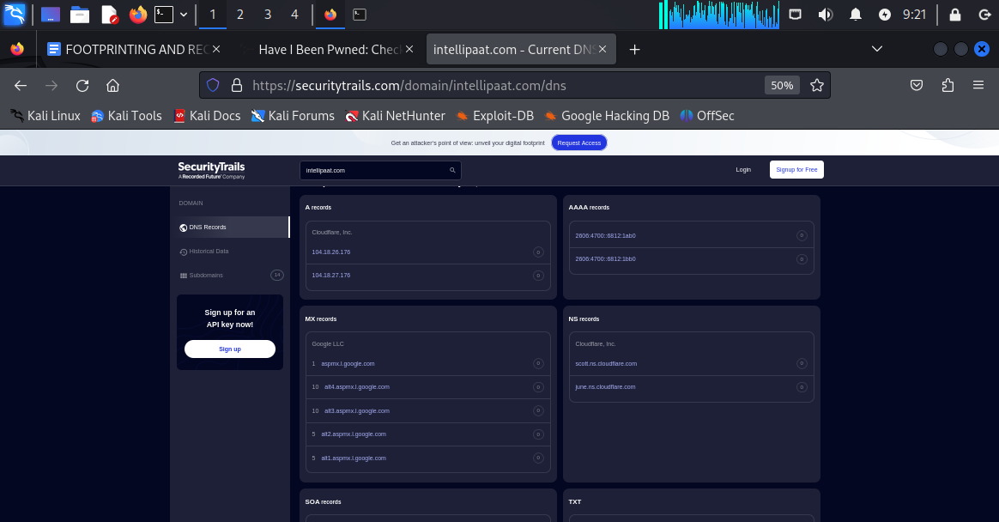 1 2 3 4
9:21
FOOTPRINTING AND REC
Have I Been Pwned: Check
intellipaat.com - Current DNS
https://securitytrails.com/domain/intellipaat.com/dns
50%
Kali Linux
Kali Tools
Kali Docs
Kali Forums
Kali NetHunter
Exploit-DB
Google Hacking DB
OffSec
Get an attacker's point of view: unveil your digital footprint
Request Access
SecurityTrails
A Recorded Future® Company
intellipaat.com
Login
Signup for Free
DOMAIN
DNS Records
Historical Data
Subdomains
14
Sign up for an
API key now!
Sign up
A records
Cloudflare, Inc.
104.18.26.176 0
104.18.27.176 0
AAAA records
2606:4700::6812:1ab0 0
2606:4700::6812:1bb0 0
MX records
Google LLC
1 aspmx.l.google.com 0
10 alt4.aspmx.l.google.com 0
10 alt3.aspmx.l.google.com 0
5 alt2.aspmx.l.google.com 0
5 alt1.aspmx.l.google.com 0
NS records
Cloudflare, Inc.
scott.ns.cloudflare.com 0
june.ns.cloudflare.com 0
SOA records
TXT